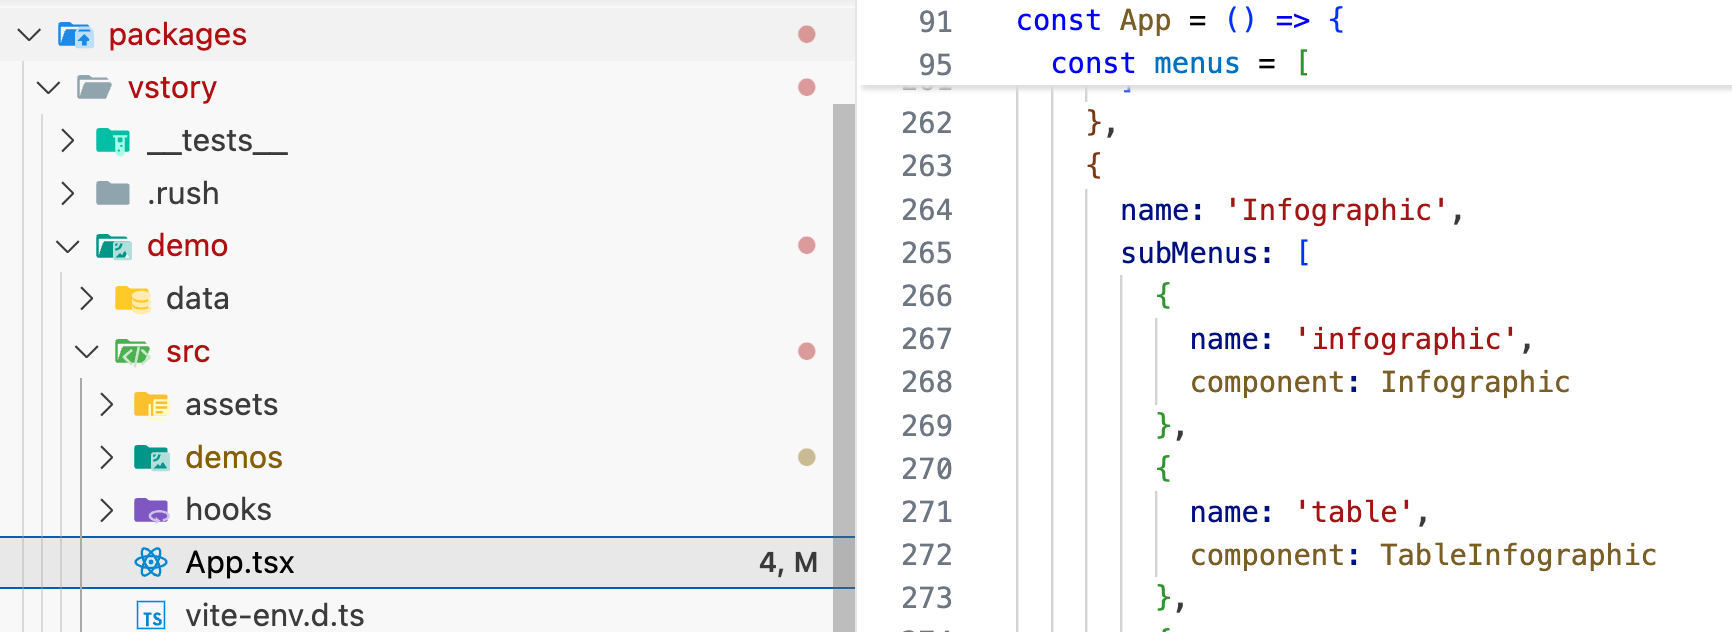 packages
vstory
__tests__
.rush
demo
data
src
assets
demos
hooks
App.tsx 4, M
TS vite-env.d.ts
91 const App = () => {
95 const menus = [
261 ]
262 },
263 {
264 name: 'Infographic',
265 subMenus: [
266 {
267 name: 'infographic',
268 component: Infographic
269 },
270 {
271 name: 'table',
272 component: TableInfographic
273 },